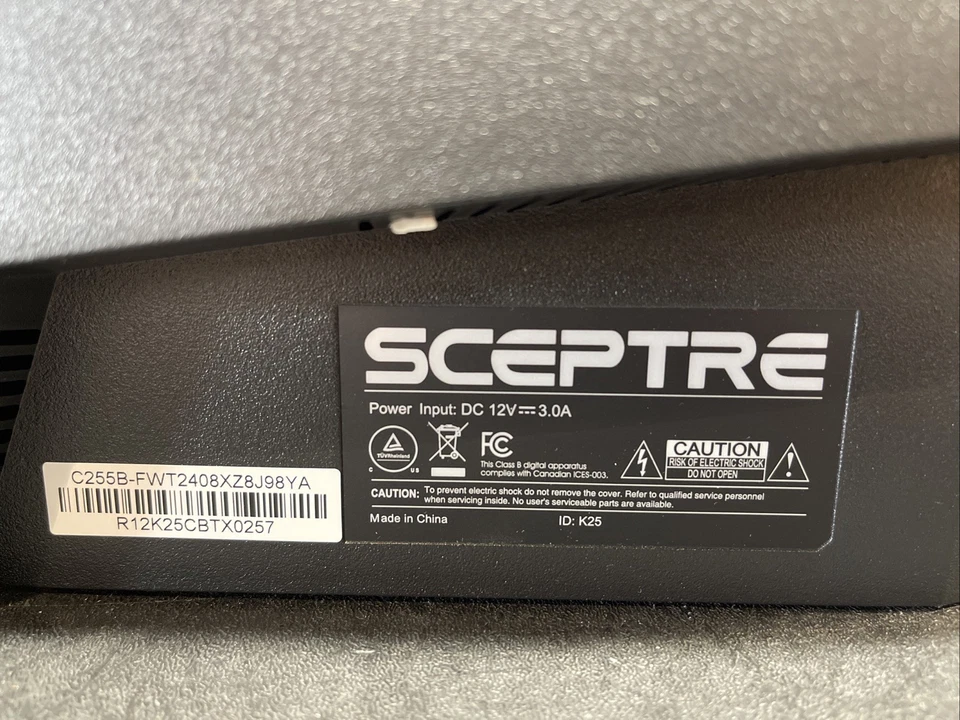 SCEPTRE
Power Input: DC 12V⎓3.0A
TÜVRheinland
C US
FC
This Class B digital apparatus
complies with Canadian ICES-003.
CAUTION
RISK OF ELECTRIC SHOCK
DO NOT OPEN
CAUTION: To prevent electric shock do not remove the cover. Refer to qualified service personnel
when servicing inside. No user's serviceable parts are available.
Made in China ID: K25
C255B-FWT2408XZ8J98YA
R12K25CBTX0257